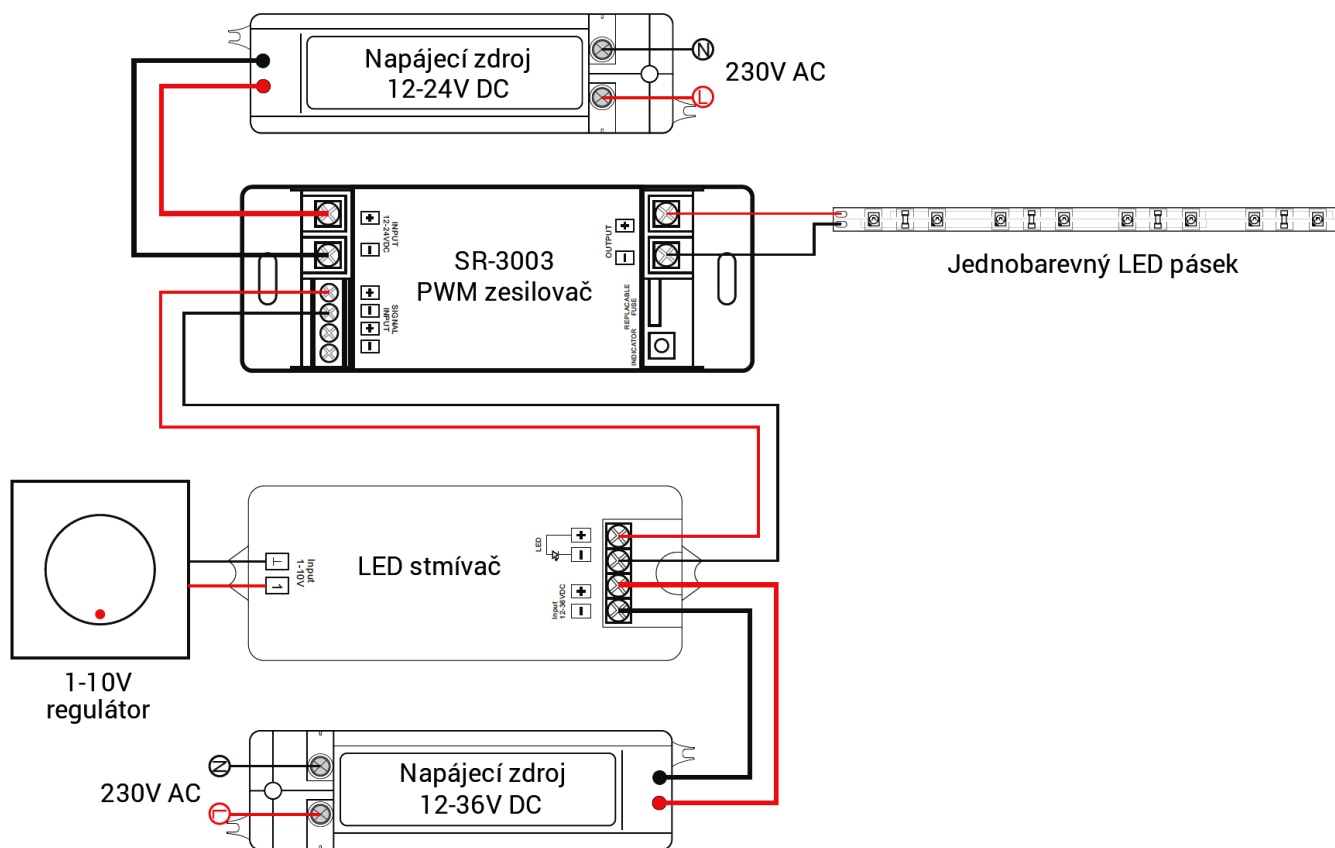 Napájecí zdroj
12-24V DC
N
L
230V AC
INPUT
12-24VDC
+
-
SIGNAL
INPUT
+
-
+
-
SR-3003
PWM zesilovač
OUTPUT
+
-
REPLACABLE
FUSE
INDICATOR
Jednobarevný LED pásek
1-10V
regulátor
Input
1-10V
⊥
1
LED stmívač
LED
+
-
Input
12-36VDC
+
-
230V AC
N
L
Napájecí zdroj
12-36V DC